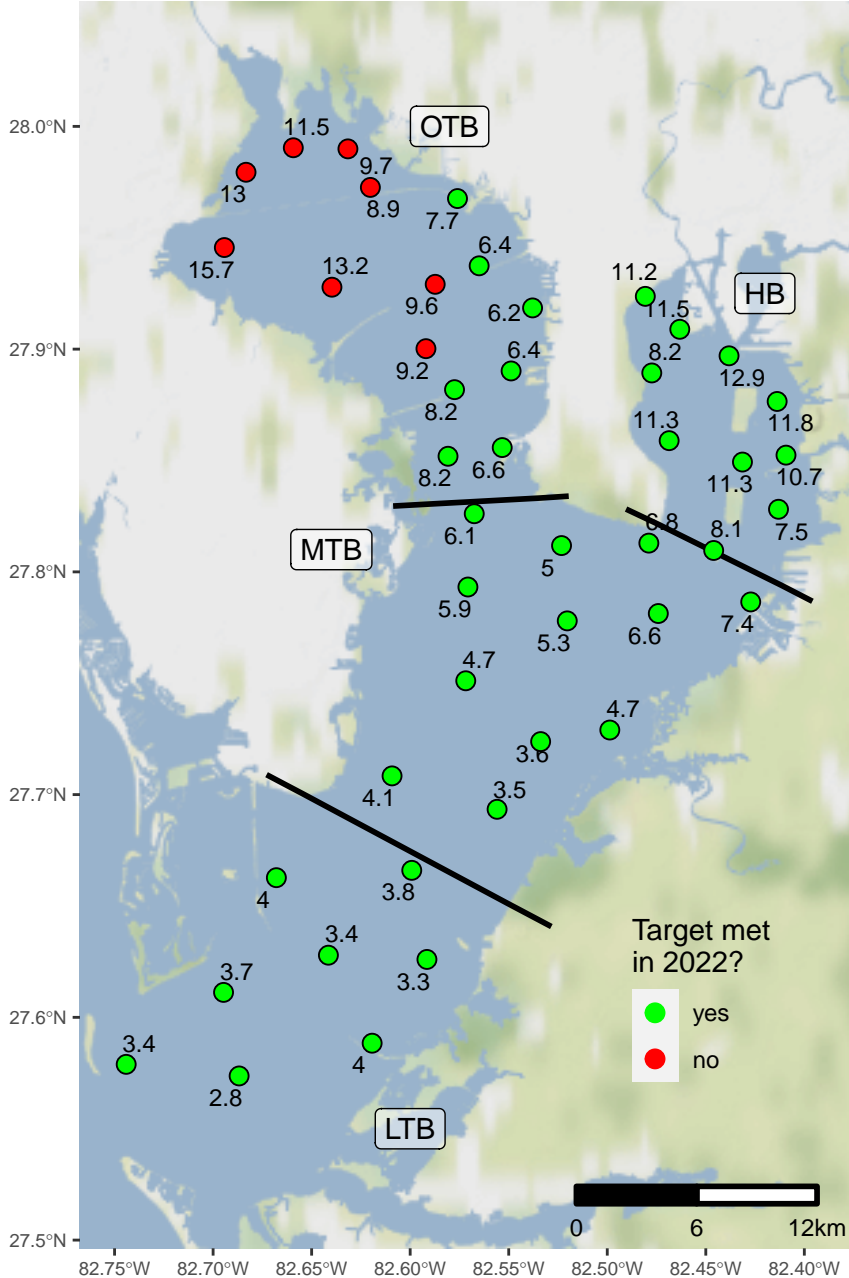 28.0°N
27.9°N
27.8°N
27.7°N
27.6°N
27.5°N
11.5
OTB
9.7
13
8.9
7.7
6.4
15.7
13.2
11.2
HB
9.6
6.2
11.5
9.2
6.4
8.2
12.9
8.2
11.8
11.3
8.2
6.6
11.3
10.7
6.1
6.8
8.1
7.5
MTB
5
5.9
5.3
6.6
7.4
4.7
4.7
3.6
4.1
3.5
4
3.8
3.4
3.3
3.7
3.4
4
2.8
LTB
Target met
in 2022?
yes
no
0 6 12km
82.75°W 82.70°W 82.65°W 82.60°W 82.55°W 82.50°W 82.45°W 82.40°W